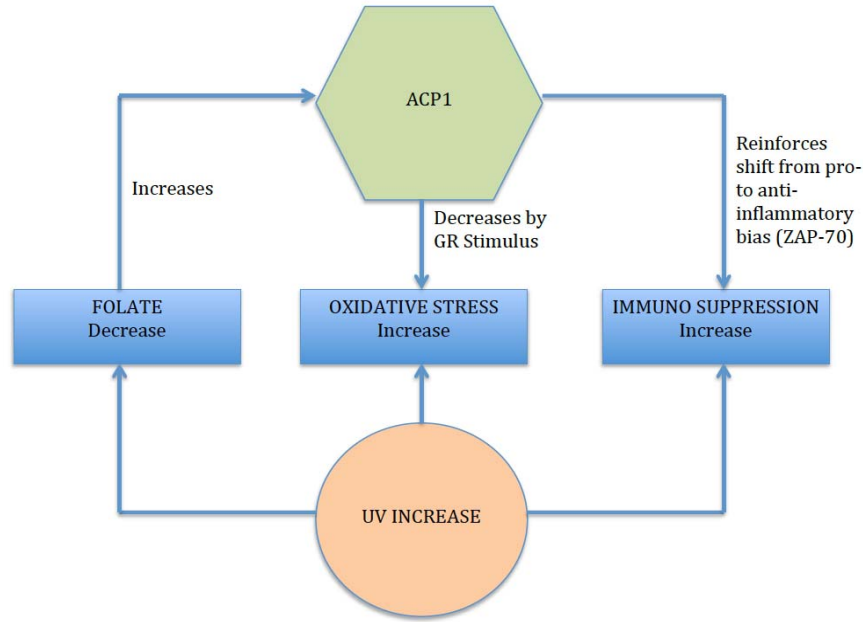 ACP1
Increases
Decreases by
GR Stimulus
Reinforces
shift from pro-
to anti-
inflammatory
bias (ZAP-70)
FOLATE
Decrease
OXIDATIVE STRESS
Increase
IMMUNO SUPPRESSION
Increase
UV INCREASE